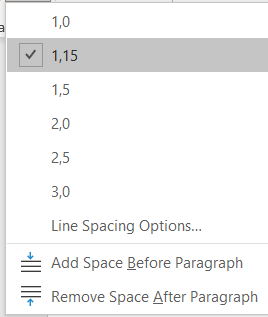 1,0
1,15
1,5
2,0
2,5
3,0
Line Spacing Options...
Add Space Before Paragraph
Remove Space After Paragraph